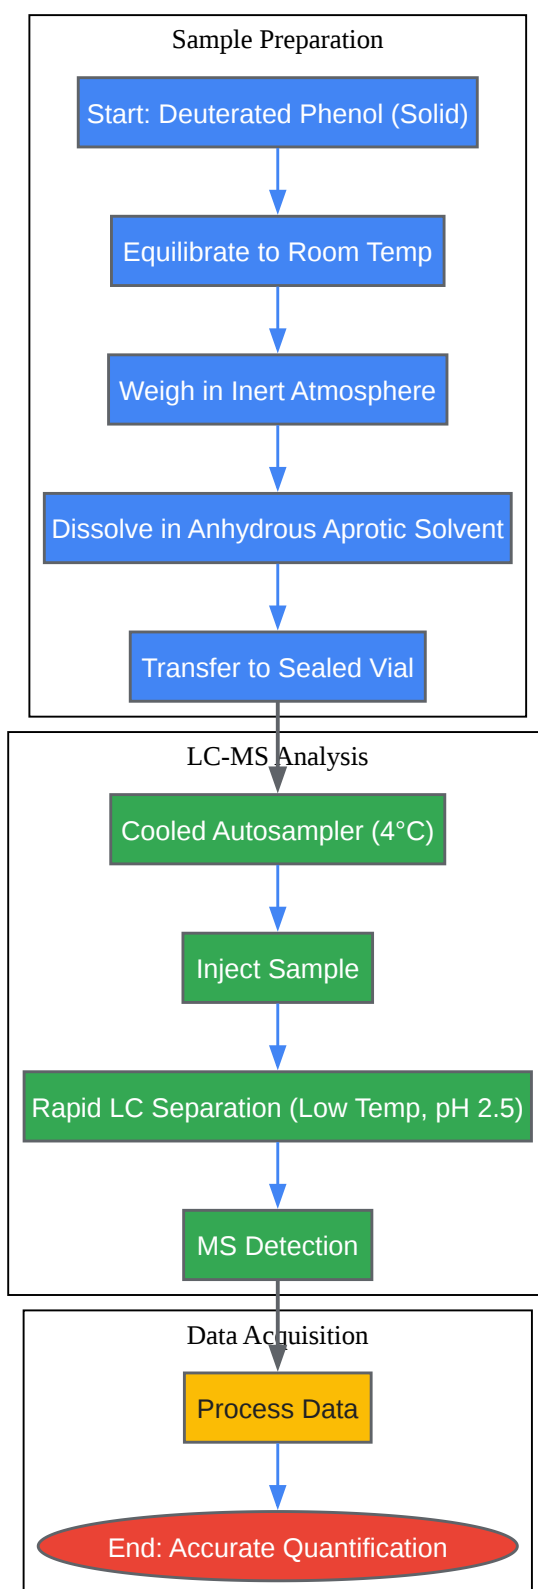 Sample Preparation
Start: Deuterated Phenol (Solid)
Equilibrate to Room Temp
Weigh in Inert Atmosphere
Dissolve in Anhydrous Aprotic Solvent
Transfer to Sealed Vial
LC-MS Analysis
Cooled Autosampler (4°C)
Inject Sample
Rapid LC Separation (Low Temp, pH 2.5)
MS Detection
Data Acquisition
Process Data
End: Accurate Quantification